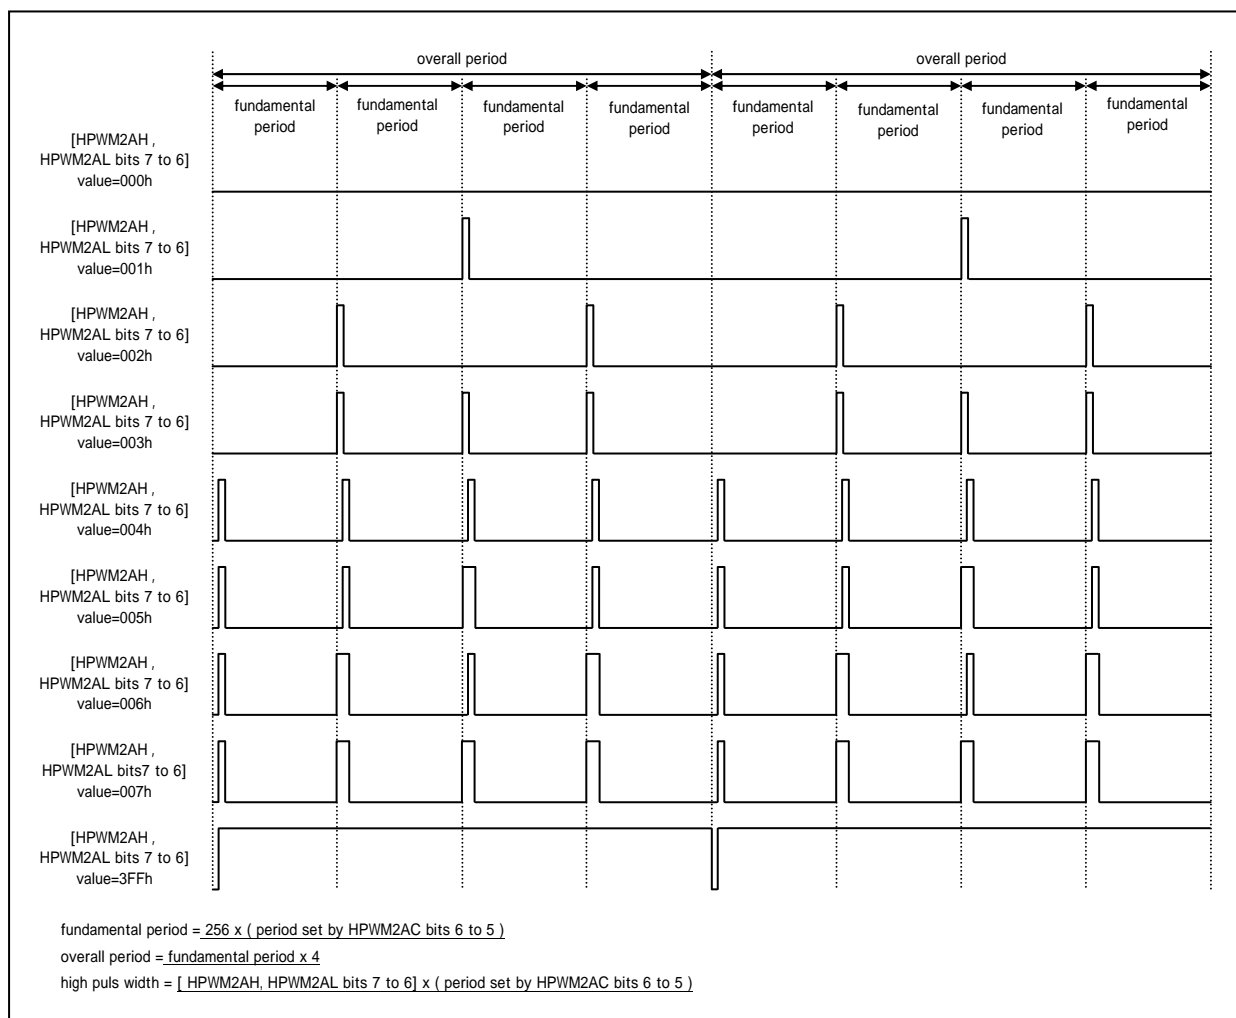 overall period
overall period
fundamental
period
fundamental
period
fundamental
period
fundamental
period
fundamental
period
fundamental
period
fundamental
period
fundamental
period
[HPWM2AH ,
HPWM2AL bits 7 to 6]
value=000h
[HPWM2AH ,
HPWM2AL bits 7 to 6]
value=001h
[HPWM2AH ,
HPWM2AL bits 7 to 6]
value=002h
[HPWM2AH ,
HPWM2AL bits 7 to 6]
value=003h
[HPWM2AH ,
HPWM2AL bits 7 to 6]
value=004h
[HPWM2AH ,
HPWM2AL bits 7 to 6]
value=005h
[HPWM2AH ,
HPWM2AL bits 7 to 6]
value=006h
[HPWM2AH ,
HPWM2AL bits7 to 6]
value=007h
[HPWM2AH,
HPWM2AL bits 7 to 6]
value=3FFh
fundamental period = 256 x ( period set by HPWM2AC bits 6 to 5 )
overall period = fundamental period x 4
high puls width = [ HPWM2AH, HPWM2AL bits 7 to 6] x ( period set by HPWM2AC bits 6 to 5 )